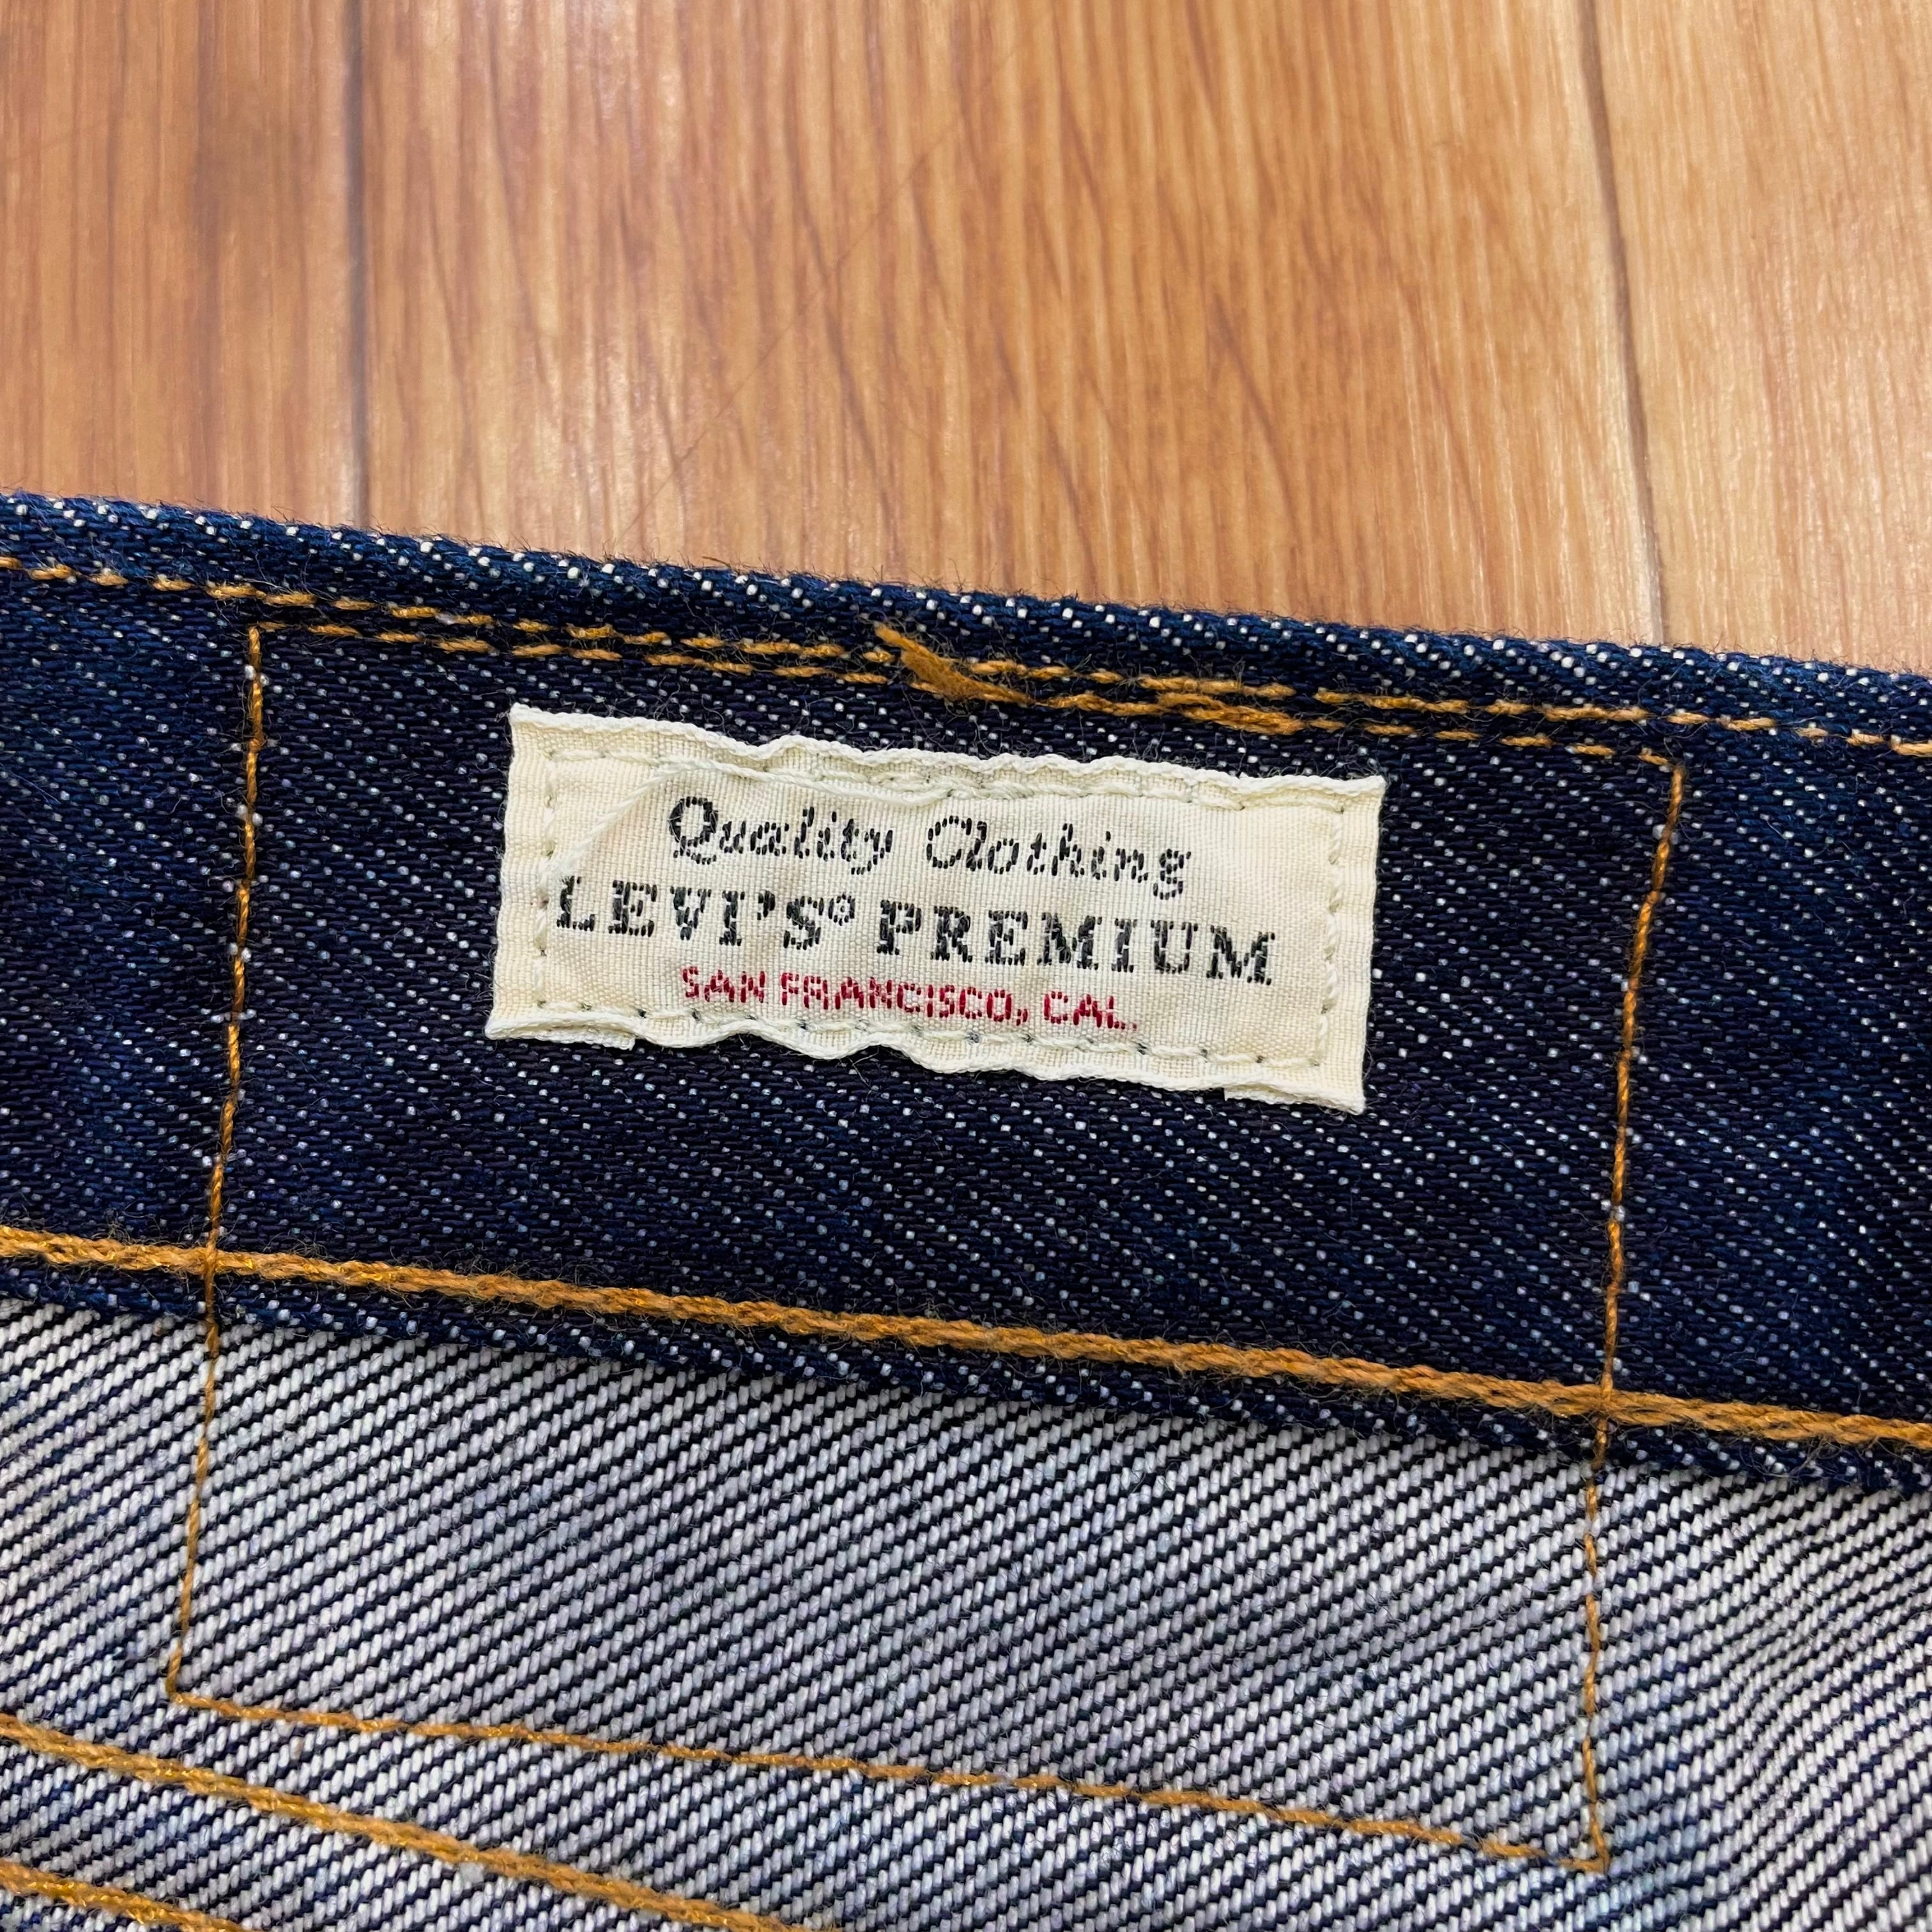 Quality Clothing
LEVI'S® PREMIUM
SAN FRANCISCO, CAL.